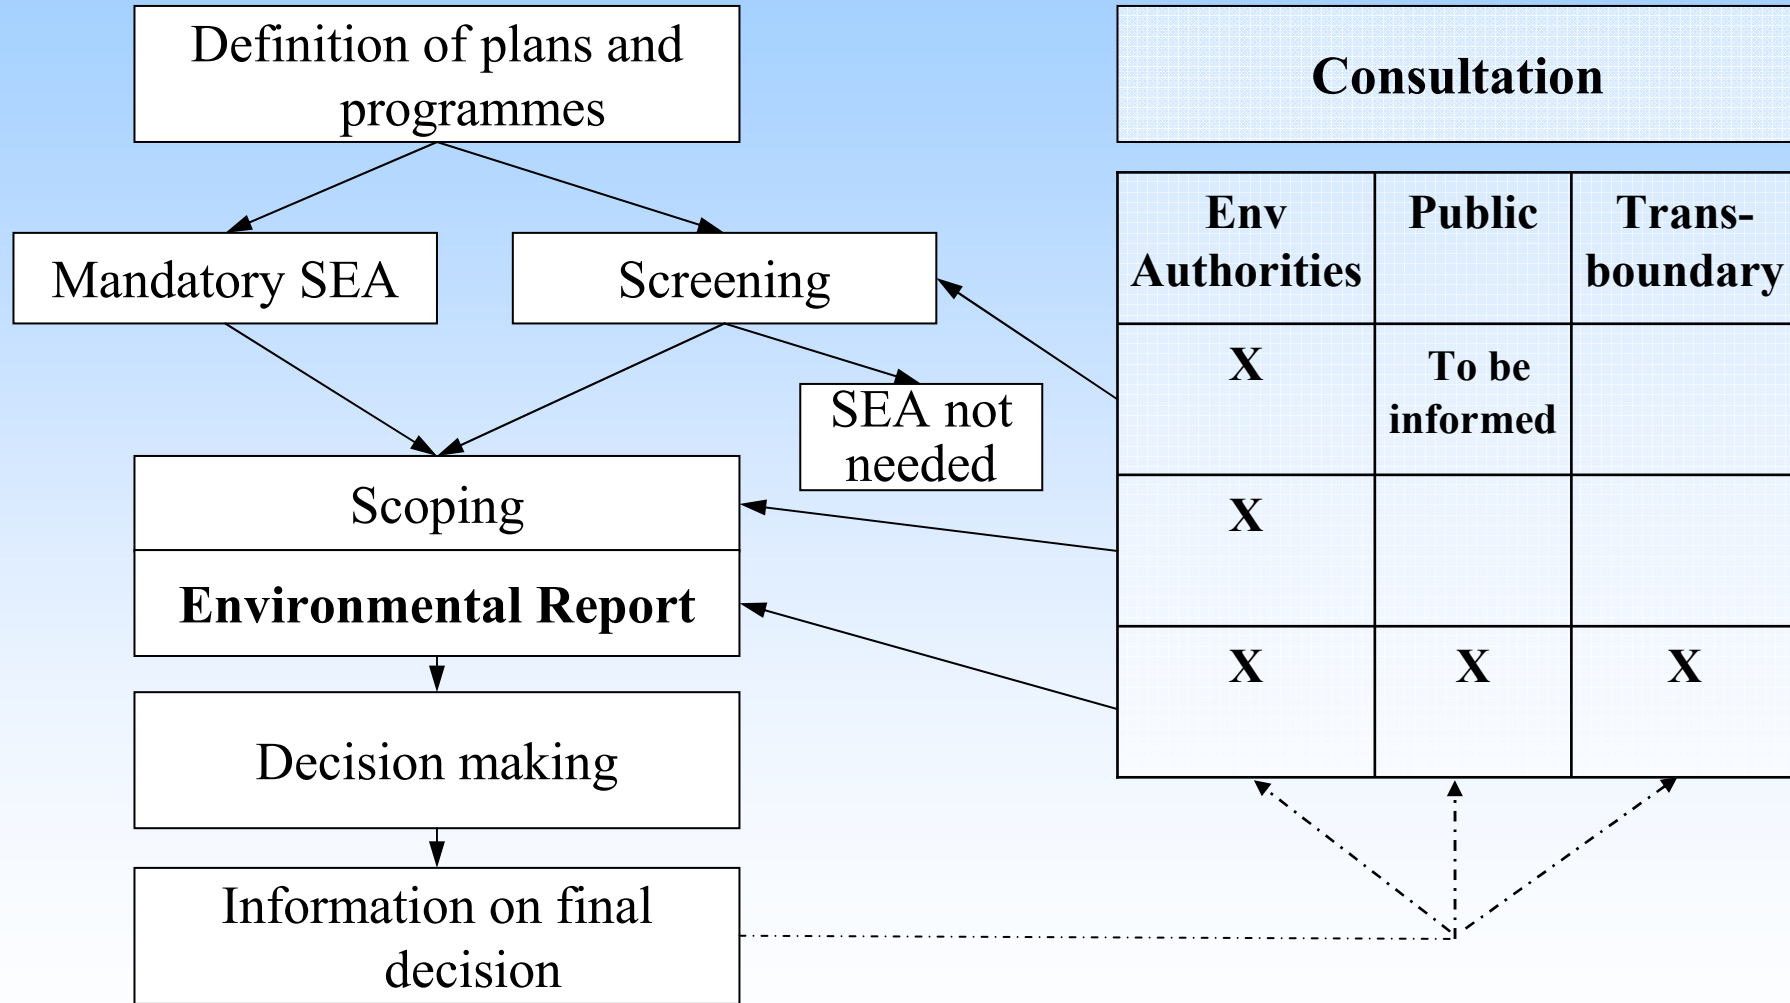 Definition of plans and
programmes
Mandatory SEA
Screening
SEA not
needed
Scoping
Environmental Report
Decision making
Information on final
decision
Consultation
Env
Authorities
Public
Trans-
boundary
X
To be
informed
X
X
X
X